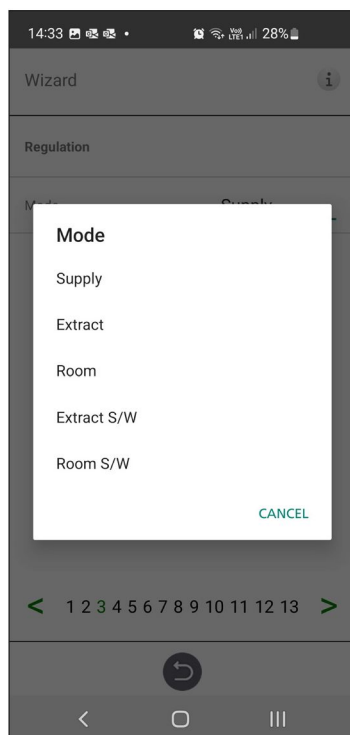 14:33 28%
Wizard i
Regulation
Mode
Mode
Supply
Extract
Room
Extract S/W
Room S/W
CANCEL
< 1 2 3 4 5 6 7 8 9 10 11 12 13 >